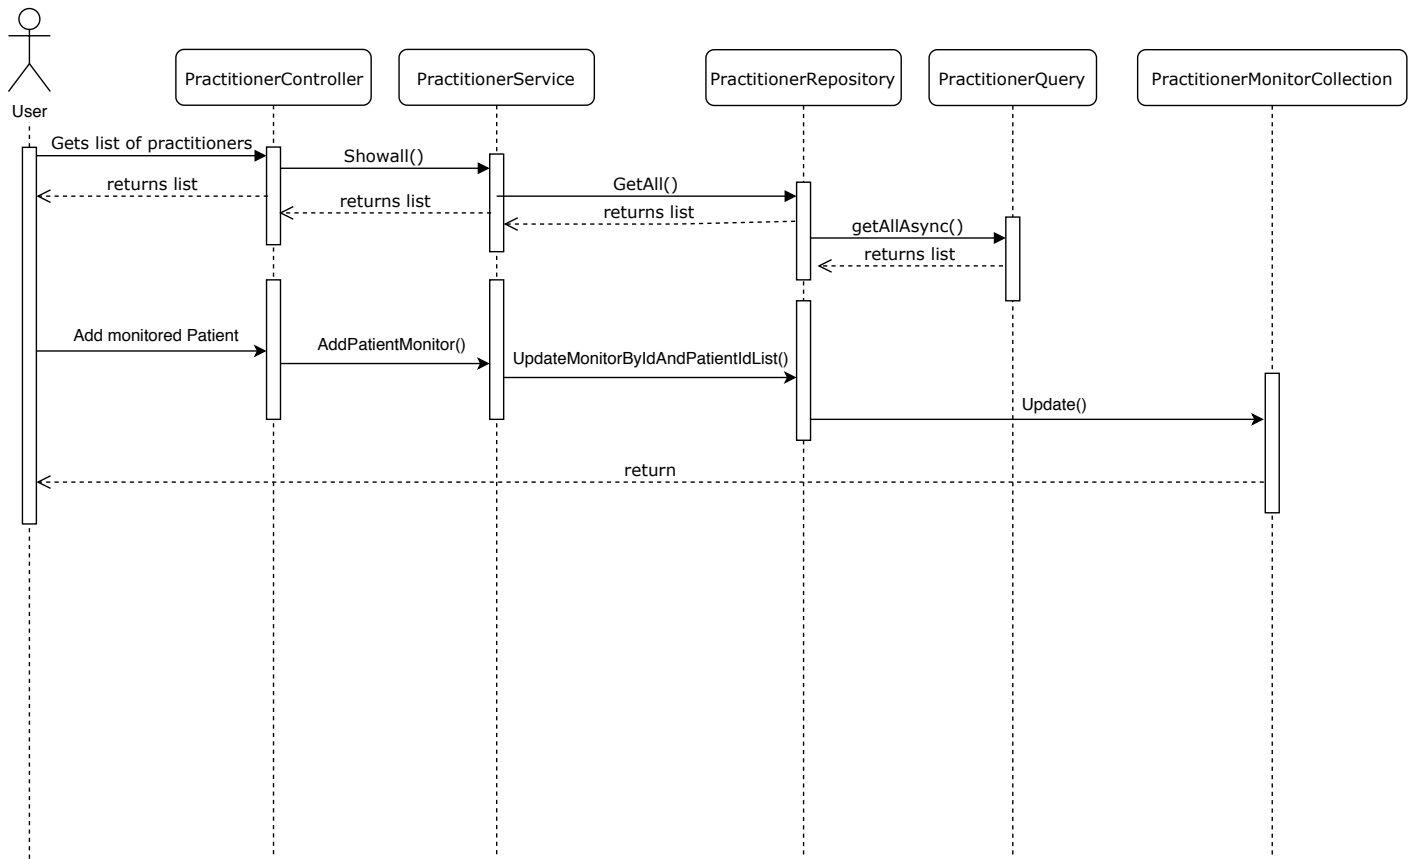 User
PractitionerController
PractitionerService
PractitionerRepository
PractitionerQuery
PractitionerMonitorCollection
Gets list of practitioners
Showall()
returns list
GetAll()
returns list
returns list
getAllAsync()
returns list
Add monitored Patient
AddPatientMonitor()
UpdateMonitorByIdAndPatientIdList()
Update()
return